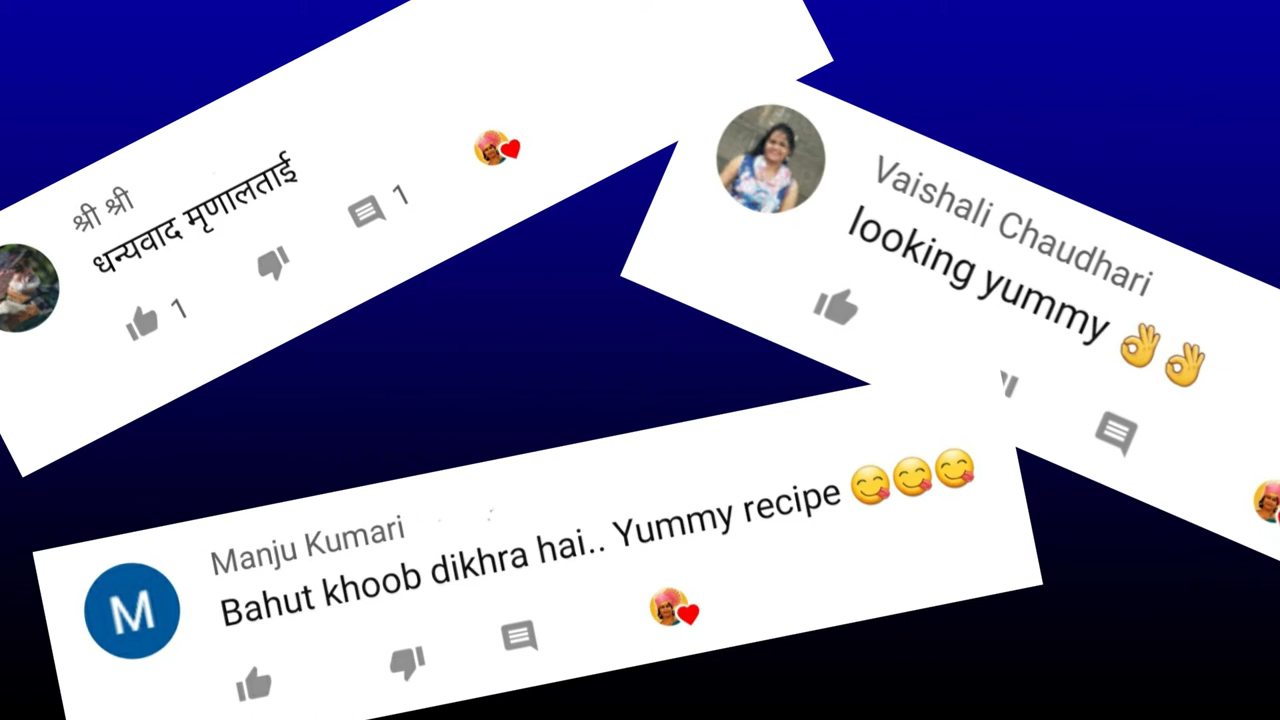 श्री श्री
धन्यवाद मृणालताई
1
1
Vaishali Chaudhari
looking yummy 👌👌
Manju Kumari
Bahut khoob dikhra hai.. Yummy recipe 😋😋😋
M